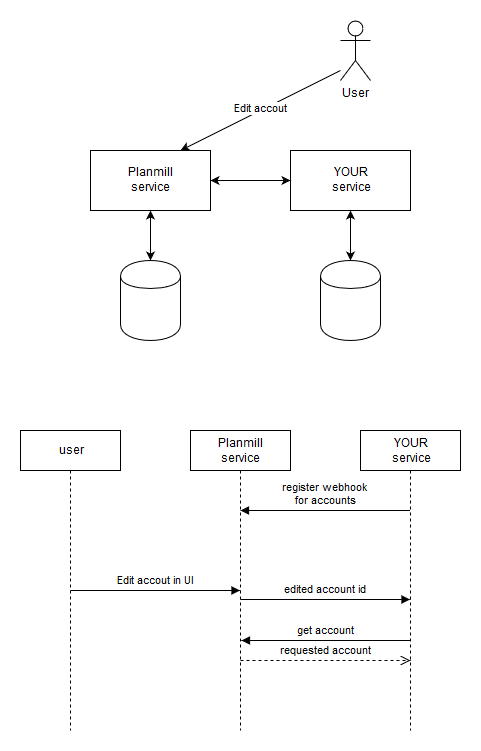 User
Edit accout
Planmill
service
YOUR
service
user
Planmill
service
YOUR
service
register webhook
for accounts
Edit accout in UI
edited account id
get account
requested account